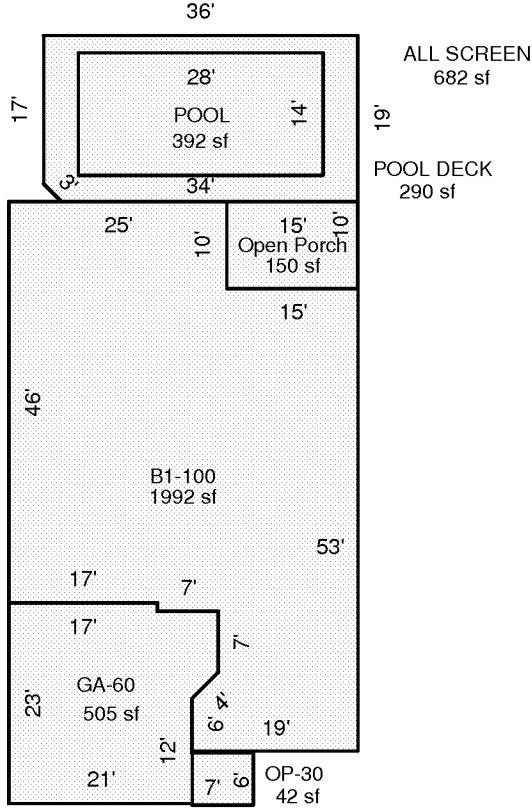 36'
ALL SCREEN
682 sf
28'
17'
14'
19'
POOL
392 sf
POOL DECK
290 sf
3'
34'
25'
15'
10'
10'
Open Porch
150 sf
15'
46'
B1-100
1992 sf
53'
17'
7'
17'
7'
GA-60
505 sf
23'
4'
6'
19'
12'
21'
7'
6'
OP-30
42 sf